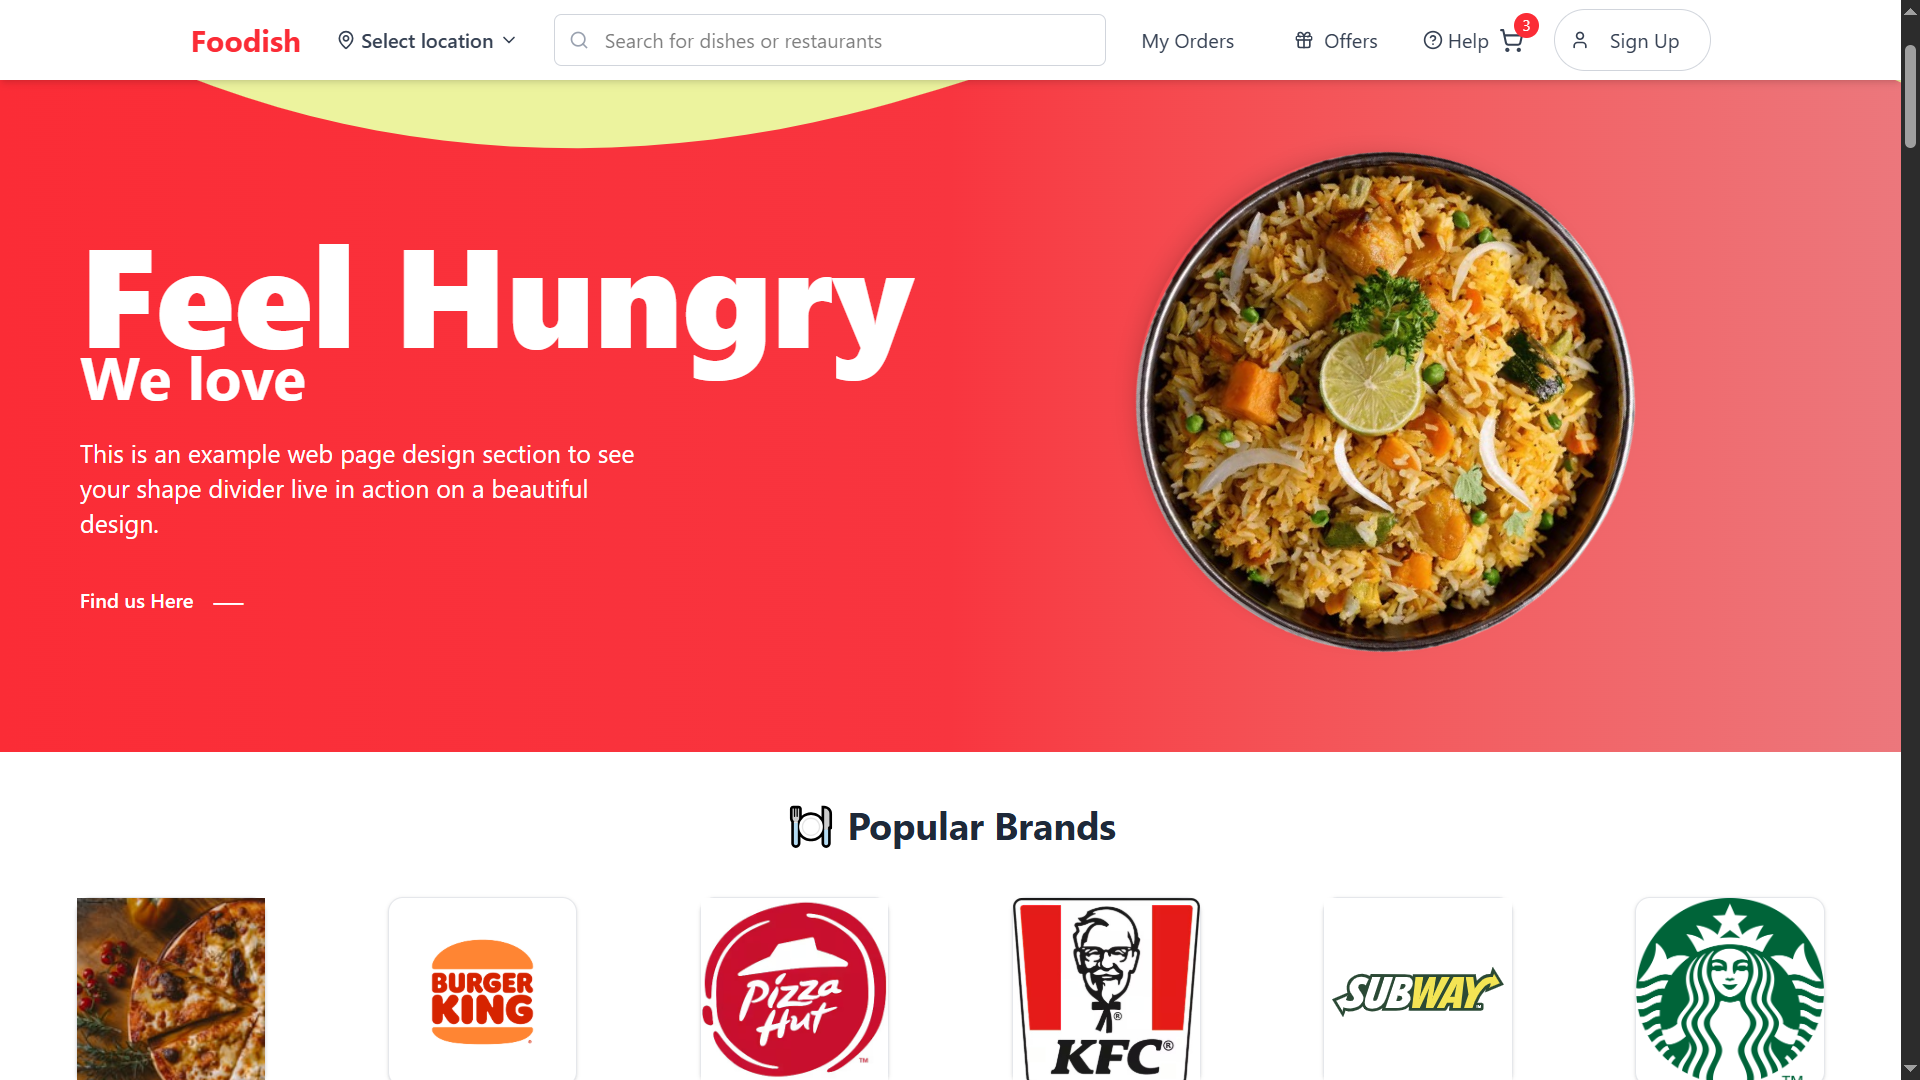 Foodish
Select location
Search for dishes or restaurants
My Orders
Offers
Help
3
Sign Up
Feel Hungry
We love
This is an example web page design section to see
your shape divider live in action on a beautiful
design.
Find us Here
Popular Brands
BURGER
KING
Pizza
Hut
TM
KFC®
®
SUBWAY
TM